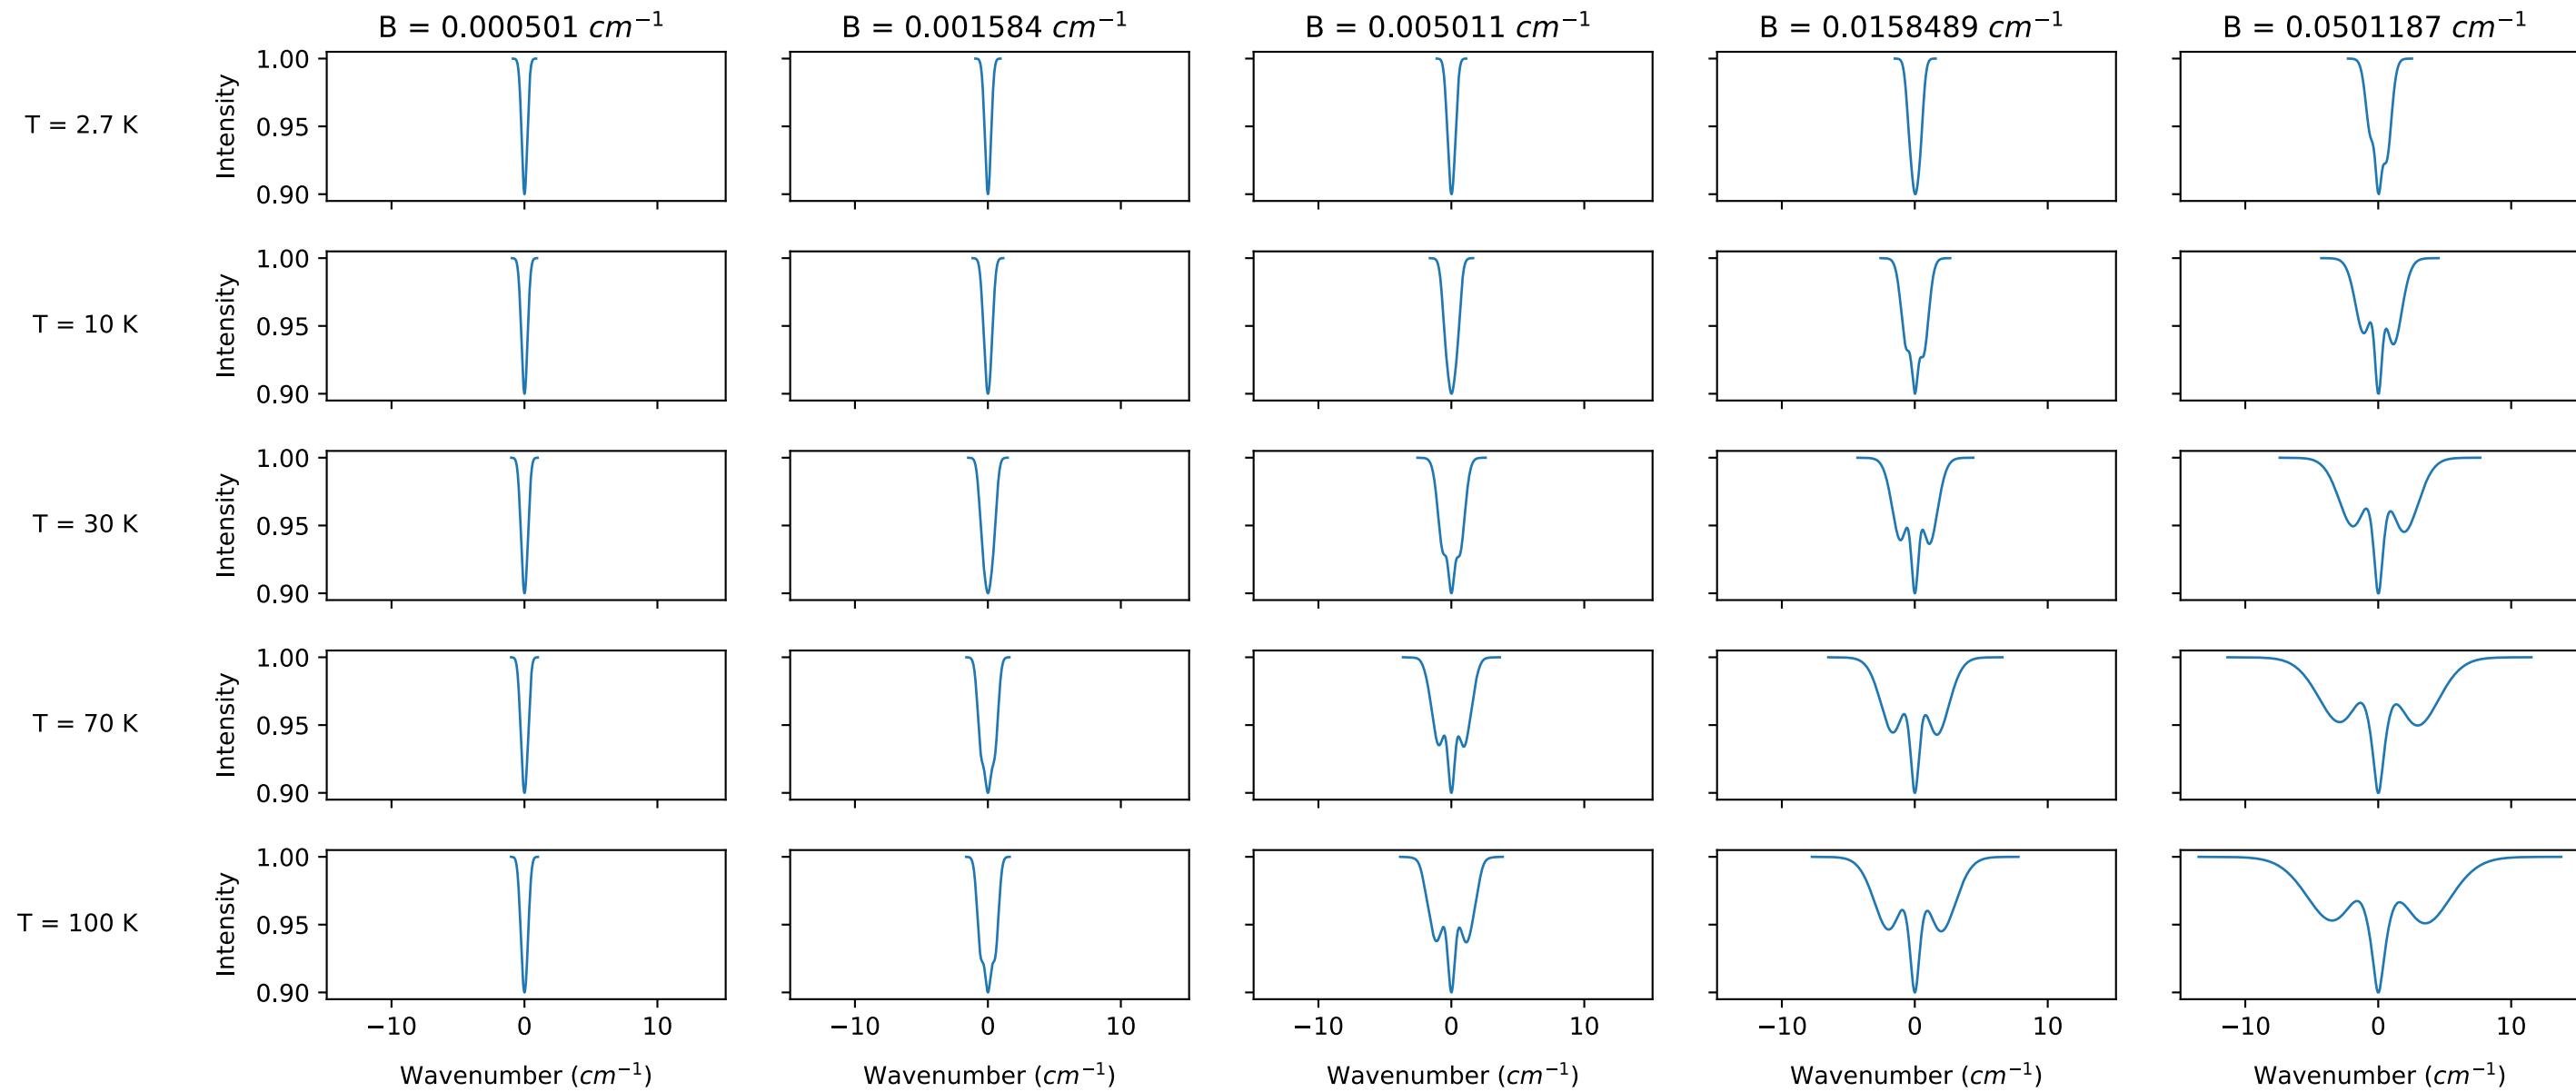 B = 0.000501 cm⁻¹ B = 0.001584 cm⁻¹ B = 0.005011 cm⁻¹ B = 0.0158489 cm⁻¹ B = 0.0501187 cm⁻¹
T = 2.7 K
Intensity
1.00
0.95
0.90
T = 10 K
Intensity
1.00
0.95
0.90
T = 30 K
Intensity
1.00
0.95
0.90
T = 70 K
Intensity
1.00
0.95
0.90
T = 100 K
Intensity
1.00
0.95
0.90
−10 0 10 −10 0 10 −10 0 10 −10 0 10 −10 0 10
Wavenumber (cm⁻¹) Wavenumber (cm⁻¹) Wavenumber (cm⁻¹) Wavenumber (cm⁻¹) Wavenumber (cm⁻¹)